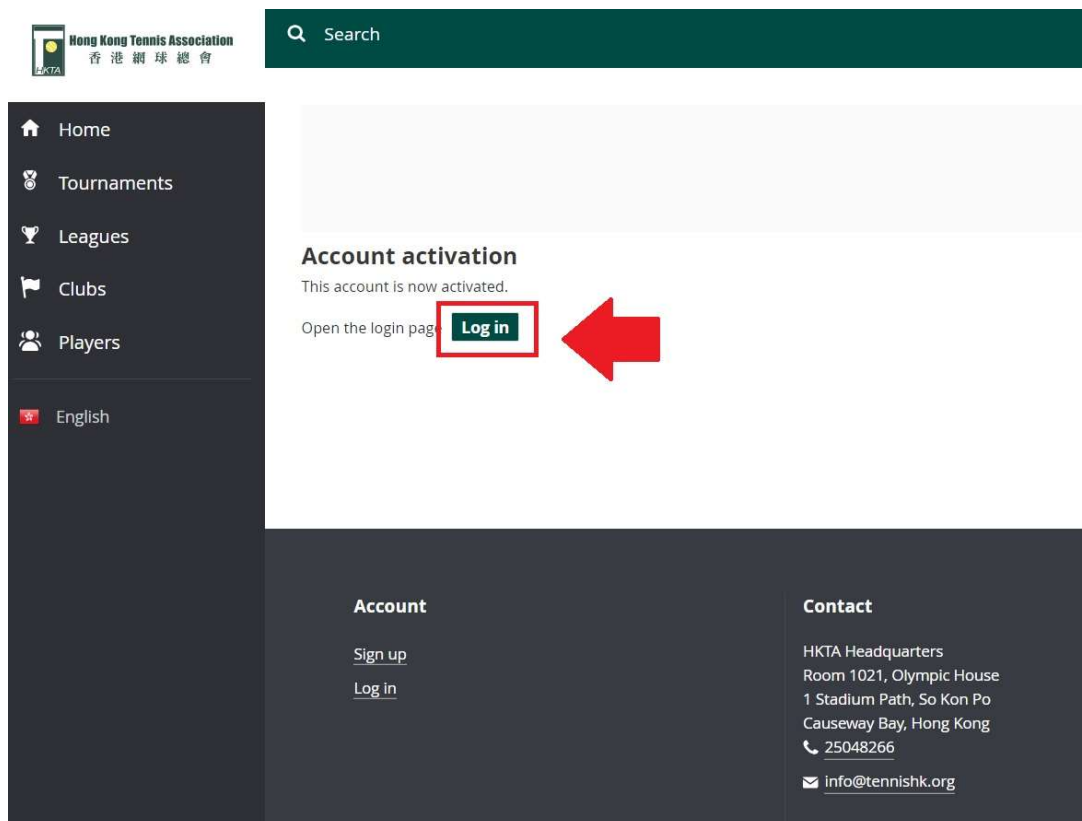 Hong Kong Tennis Association
香港網球總會
HKTA
Search
Home
Tournaments
Leagues
Clubs
Players
English
Account activation
This account is now activated.
Open the login page Log in
Account
Sign up
Log in
Contact
HKTA Headquarters
Room 1021, Olympic House
1 Stadium Path, So Kon Po
Causeway Bay, Hong Kong
25048266
info@tennishk.org